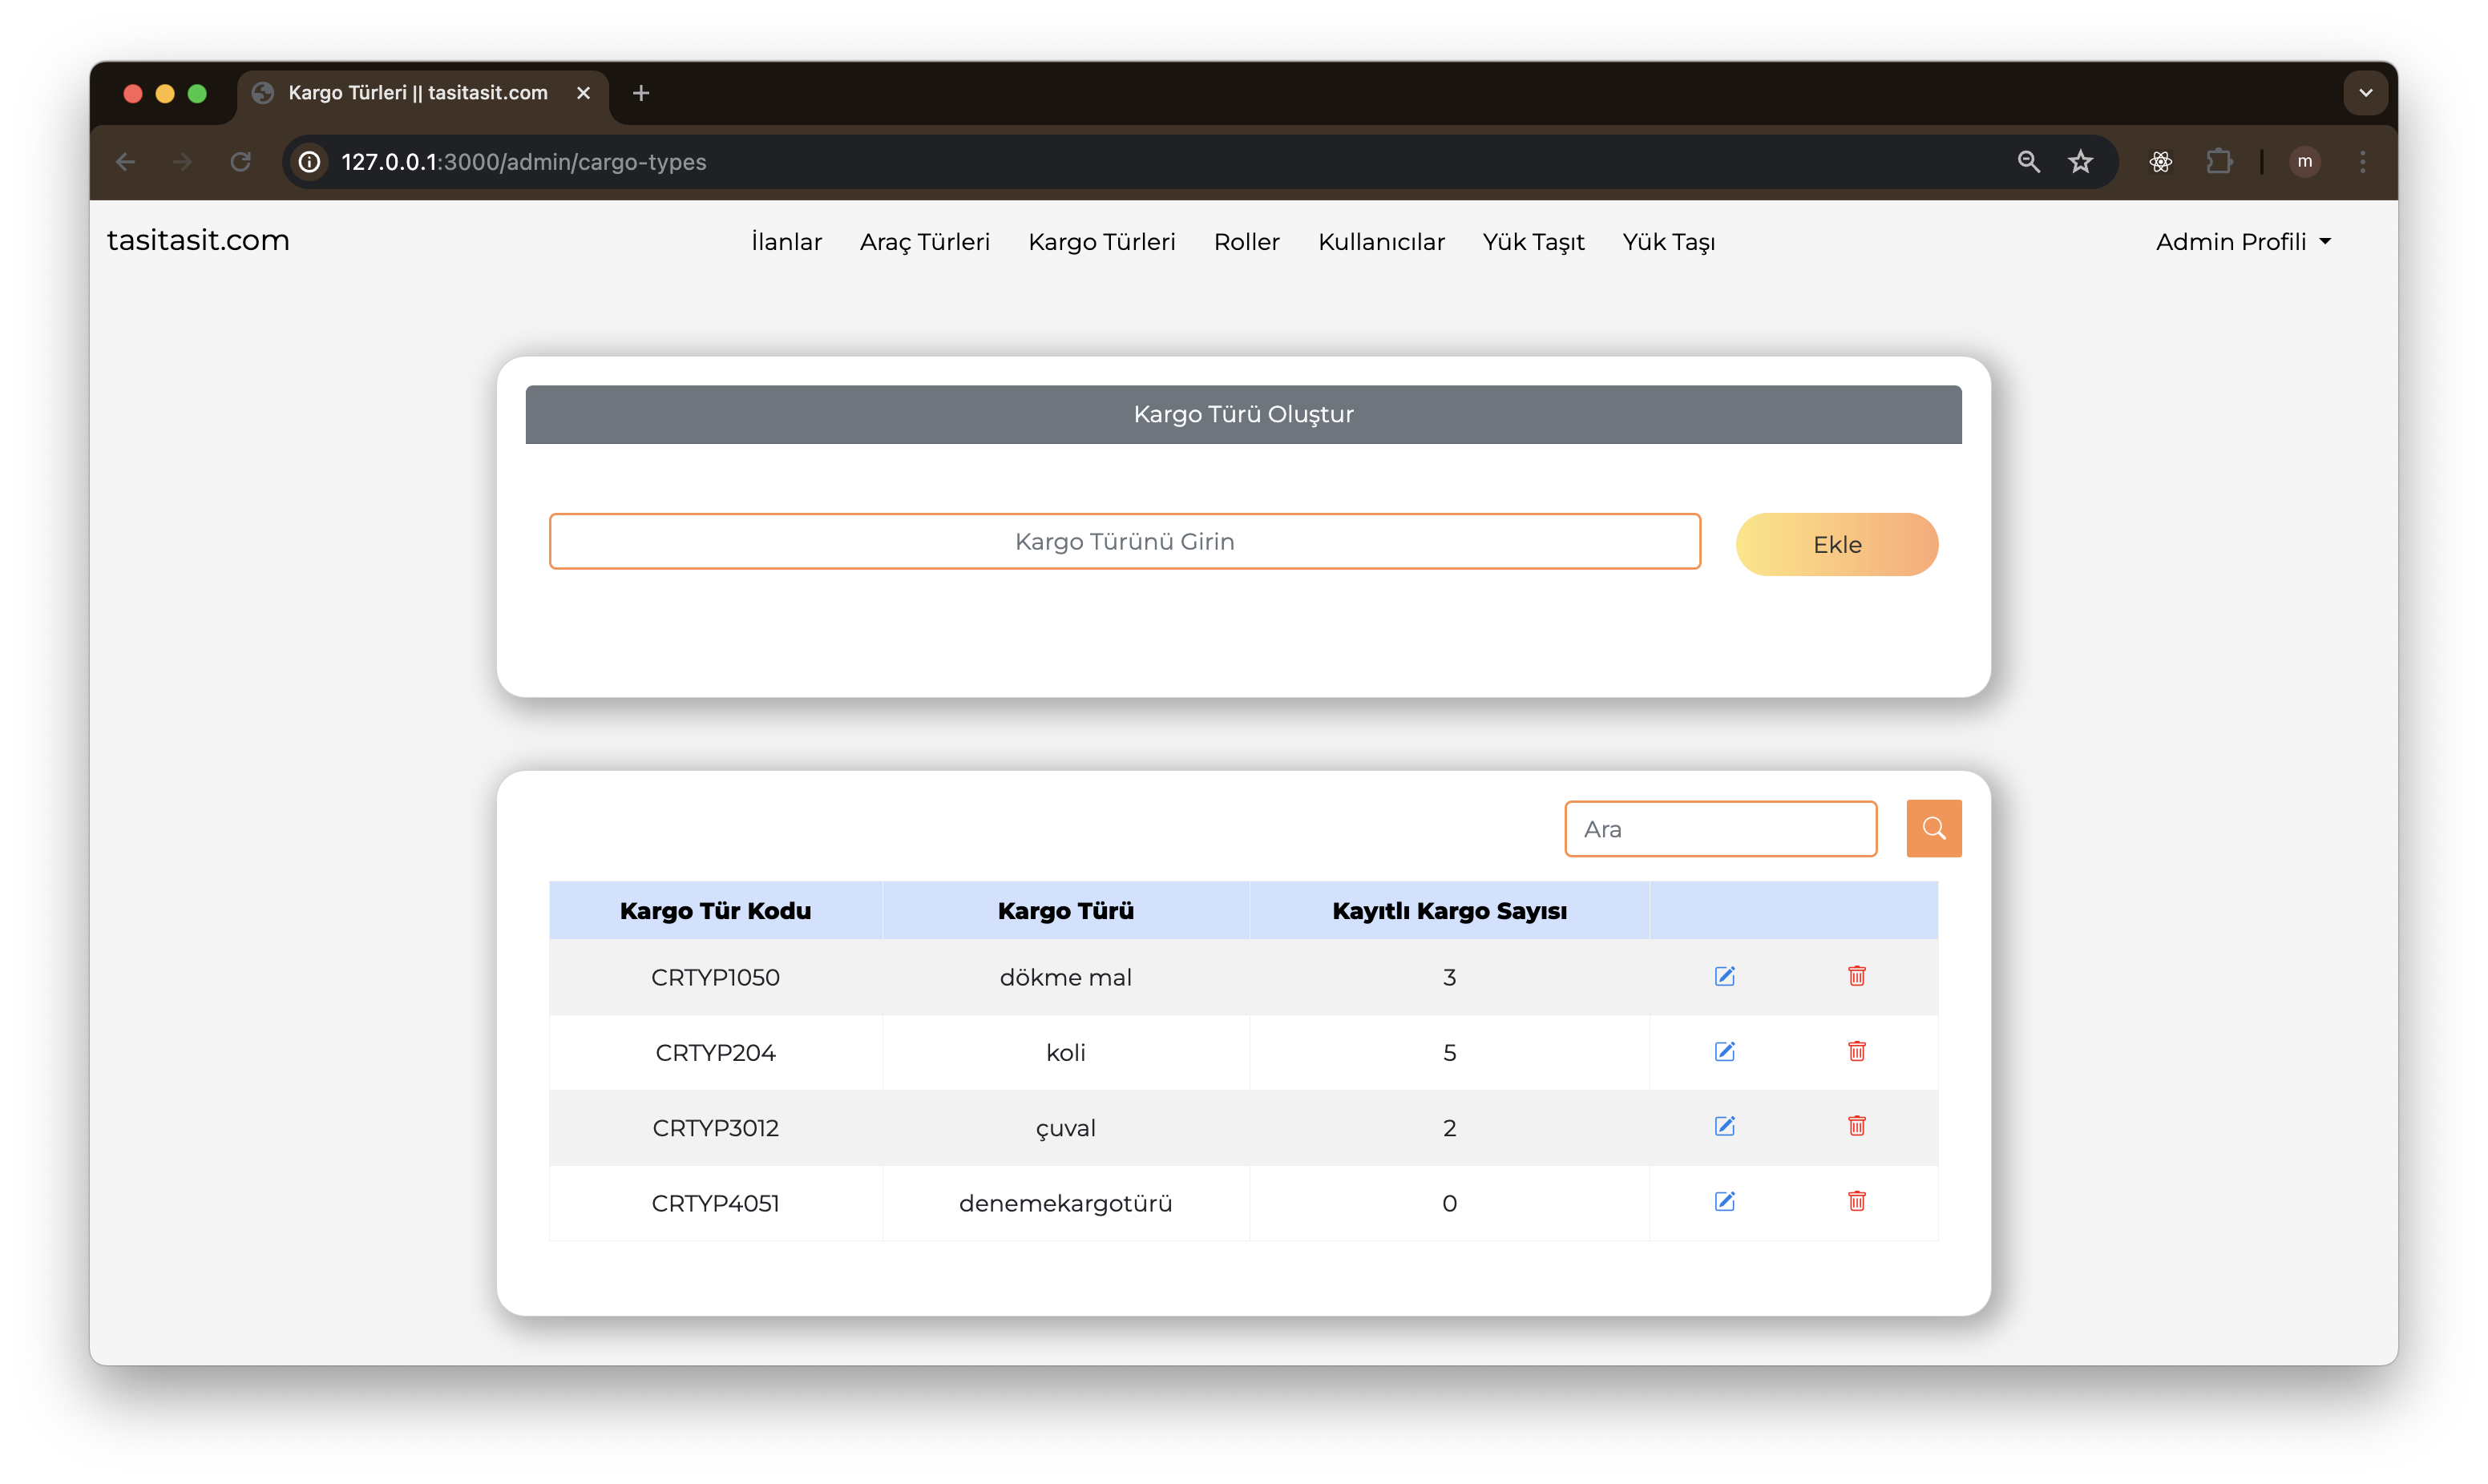 Kargo Türleri || tasitasit.com
127.0.0.1:3000/admin/cargo-types
m
tasitasit.com
İlanlar Araç Türleri Kargo Türleri Roller Kullanıcılar Yük Taşıt Yük Taşı
Admin Profili
Kargo Türü Oluştur
Kargo Türünü Girin
Ekle
Ara
Kargo Tür Kodu Kargo Türü Kayıtlı Kargo Sayısı
CRTYP1050 dökme mal 3
CRTYP204 koli 5
CRTYP3012 çuval 2
CRTYP4051 denemekargotürü 0